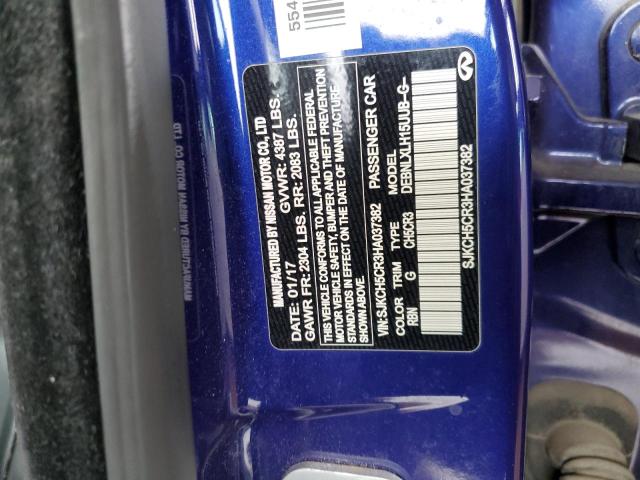 554
MANUFACTURED BY NISSAN MOTOR CO, LTD
DATE: 01/17 GVWR: 4387 LBS.
GAWR FR: 2304 LBS. RR: 2083 LBS.
THIS VEHICLE CONFORMS TO ALL APPLICABLE FEDERAL
MOTOR VEHICLE SAFETY, BUMPER AND THEFT PREVENTION
STANDARDS IN EFFECT ON THE DATE OF MANUFACTURE
SHOWN ABOVE.
VIN:SJKCH5CR3HA037382 PASSENGER CAR
COLOR TRIM TYPE MODEL
RBN G CH5CR3 DEBNLXLH15UUB-G-
SJKCH5CR3HA037382